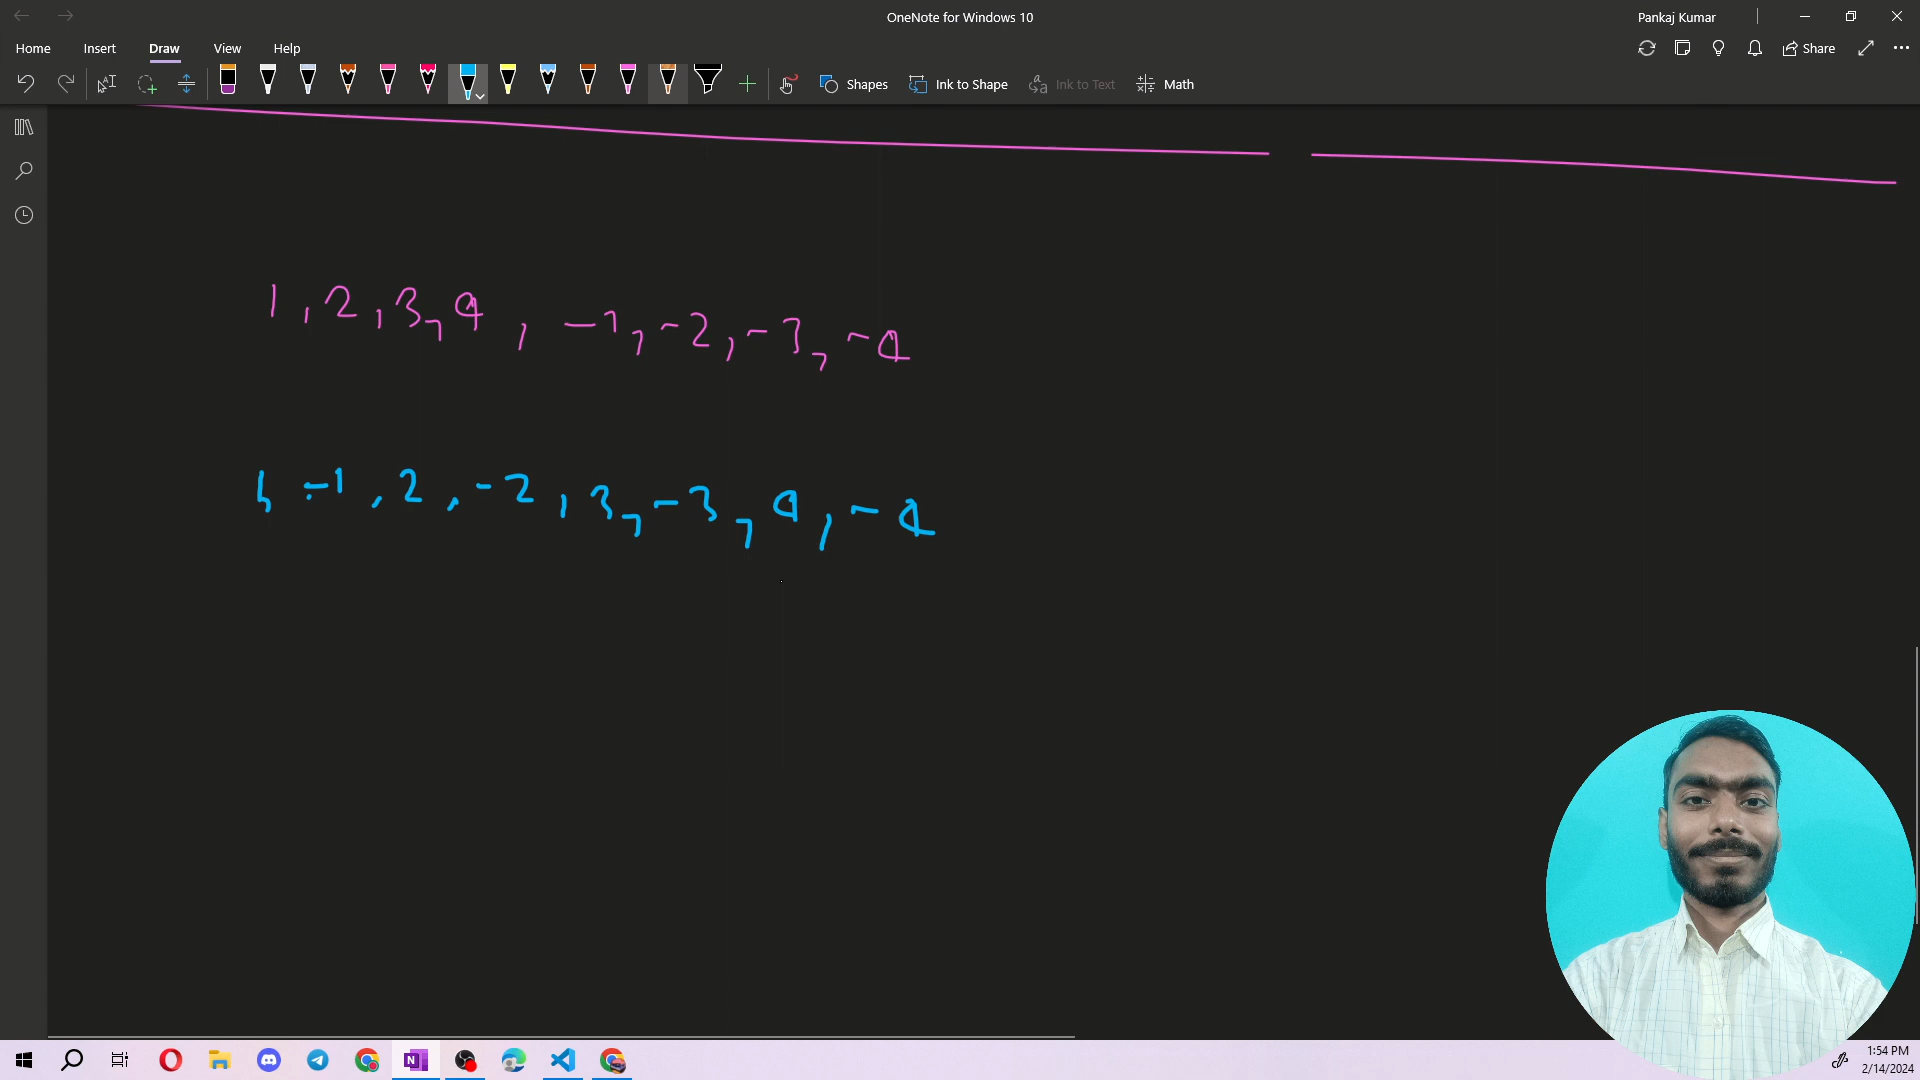 OneNote for Windows 10
Pankaj Kumar
Home Insert Draw View Help
Share
Shapes Ink to Shape Ink to Text Math
1, 2, 3, 4, -1, -2, -3, -4
1, -1, 2, -2, 3, -3, 4, -4
1:54 PM
2/14/2024